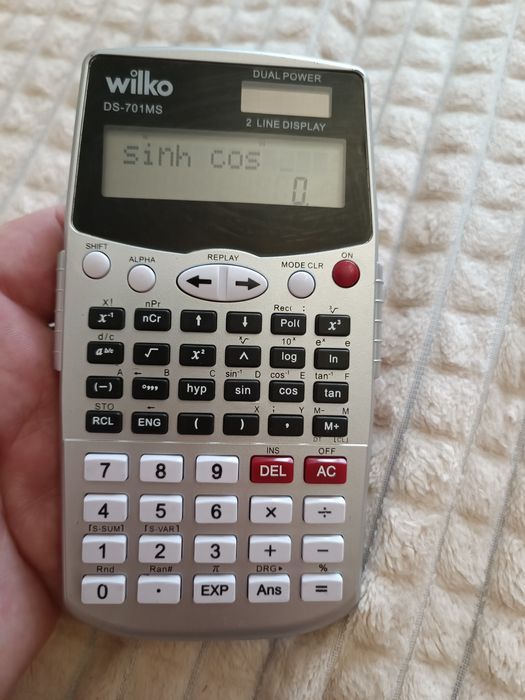 wilko
DUAL POWER
DS-701MS
2 LINE DISPLAY
sinh cos
0.
SHIFT ALPHA REPLAY MODE CLR ON
X! nPr Rec( : ³√
x⁻¹ nCr ↑ ↓ Pol( x³
d/c ˣ√ 10ˣ eˣ e
a b/c √ x² ^ log ln
A ← B C sin⁻¹ D cos⁻¹ E tan⁻¹ F
(−) °,,, hyp sin cos tan
STO ← X ; Y M- M
RCL ENG ( ) , M+
DT [CL]
INS OFF
7 8 9 DEL AC
4 5 6 × ÷
[S-SUM] [S-VAR]
1 2 3 + −
Rnd Ran# π DRG▸ %
0 · EXP Ans =